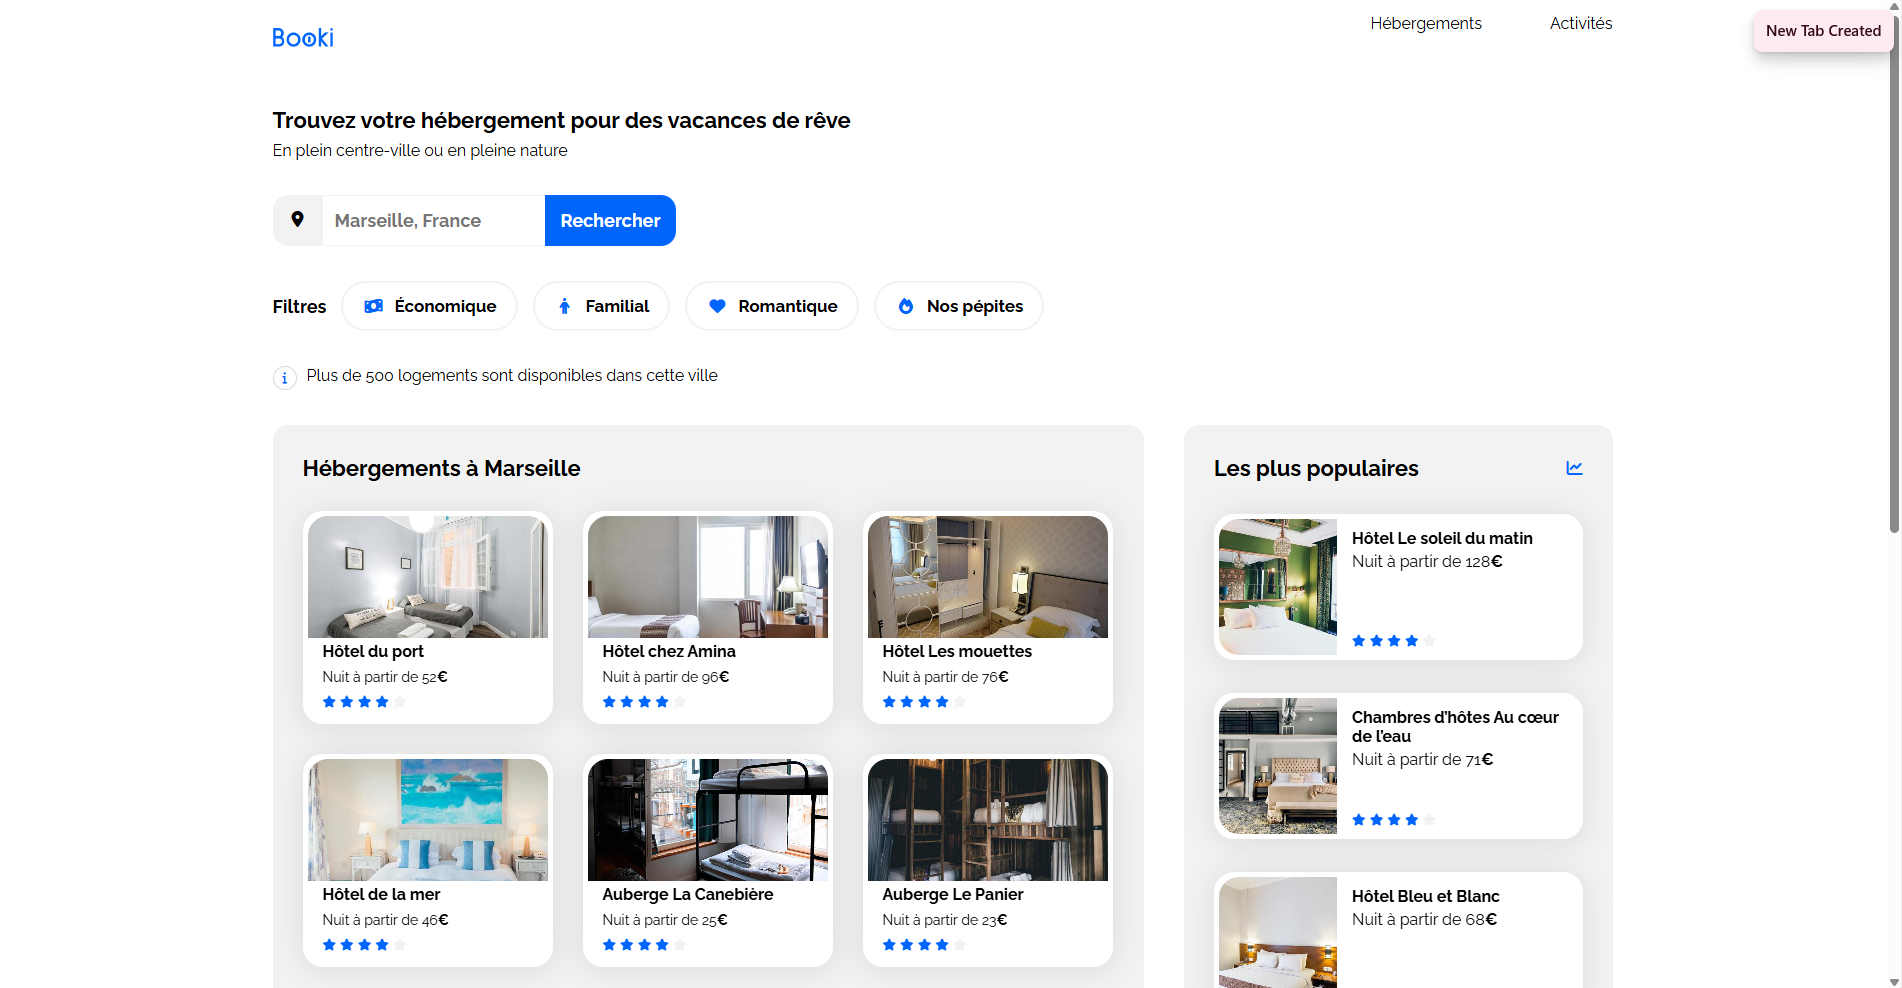 Booki
Hébergements
Activités
New Tab Created
Trouvez votre hébergement pour des vacances de rêve
En plein centre-ville ou en pleine nature
Marseille, France
Rechercher
Filtres
Économique
Familial
Romantique
Nos pépites
Plus de 500 logements sont disponibles dans cette ville
Hébergements à Marseille
Hôtel du port
Nuit à partir de 52€
Hôtel chez Amina
Nuit à partir de 96€
Hôtel Les mouettes
Nuit à partir de 76€
Hôtel de la mer
Nuit à partir de 46€
Auberge La Canebière
Nuit à partir de 25€
Auberge Le Panier
Nuit à partir de 23€
Les plus populaires
Hôtel Le soleil du matin
Nuit à partir de 128€
Chambres d’hôtes Au cœur
de l’eau
Nuit à partir de 71€
Hôtel Bleu et Blanc
Nuit à partir de 68€